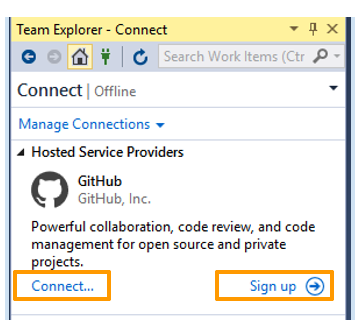 Team Explorer - Connect
Search Work Items (Ctr
Connect | Offline
Manage Connections
Hosted Service Providers
GitHub
GitHub, Inc.
Powerful collaboration, code review, and code
management for open source and private
projects.
Connect... Sign up